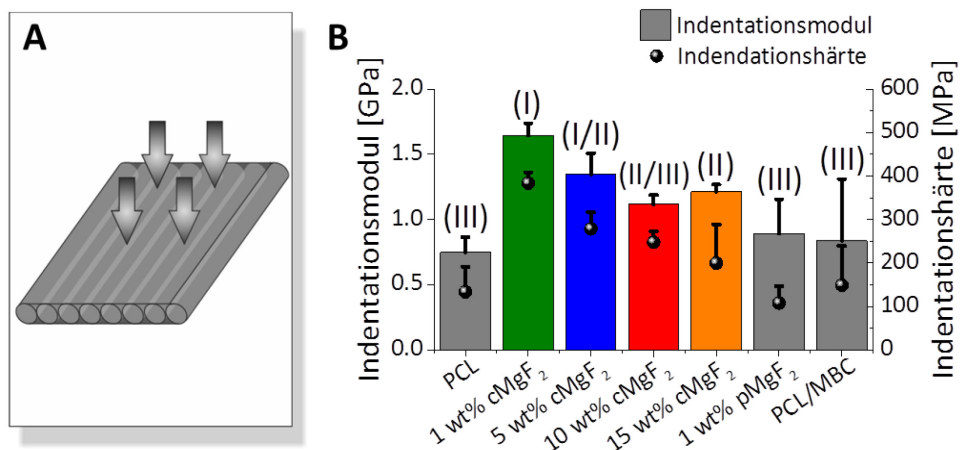 A
B
Indentationsmodul
Indendationshärte
Indentationsmodul [GPa]
2.0
1.5
1.0
0.5
0.0
(III)
(I)
(I/II)
(II/III)
(II)
(III)
(III)
600
500
400
300
200
100
0
Indentationshärte [MPa]
PCL
1 wt% cMgF₂
5 wt% cMgF₂
10 wt% cMgF₂
15 wt% cMgF₂
1 wt% pMgF₂
PCL/MBC